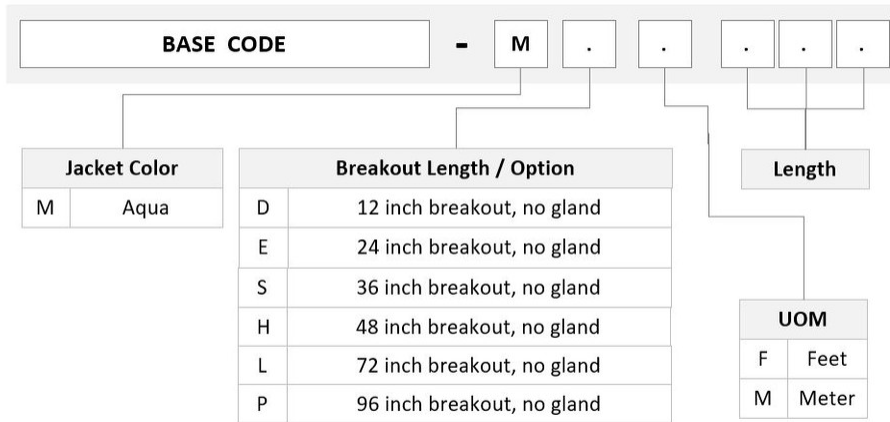 BASE CODE - M . . . . .
Jacket Color
M Aqua
Breakout Length / Option
D 12 inch breakout, no gland
E 24 inch breakout, no gland
S 36 inch breakout, no gland
H 48 inch breakout, no gland
L 72 inch breakout, no gland
P 96 inch breakout, no gland
Length
UOM
F Feet
M Meter